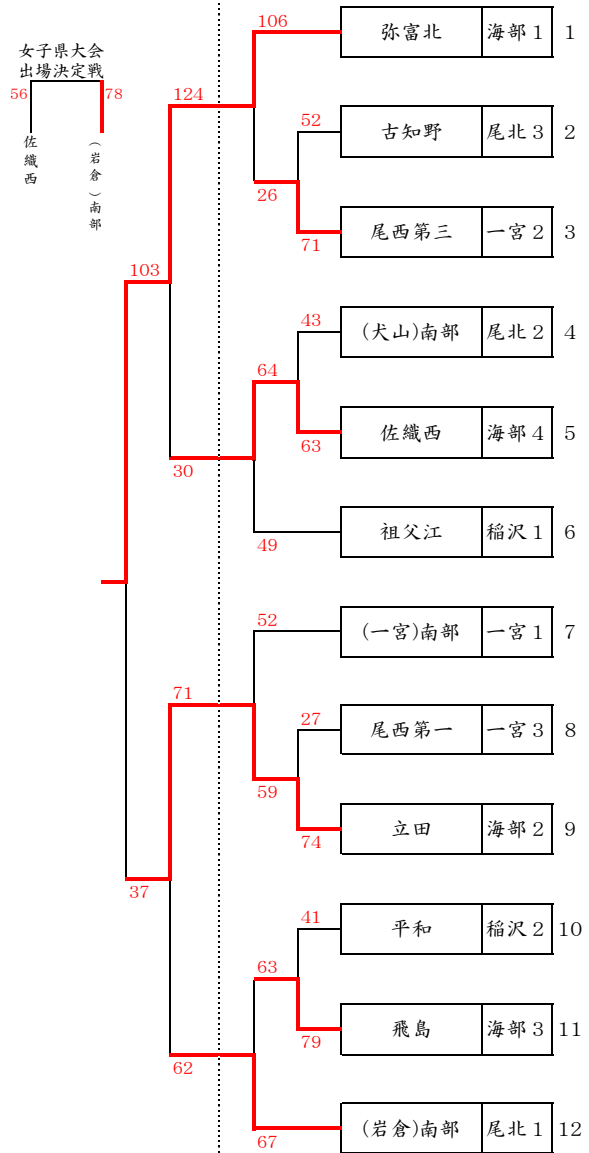 女子県大会
出場決定戦
56 78
佐織西
(岩倉)南部
106
弥富北 海部1 1
124
52
古知野 尾北3 2
26
71
尾西第三 一宮2 3
103
43
(犬山)南部 尾北2 4
64
63
佐織西 海部4 5
30
49
祖父江 稲沢1 6
52
(一宮)南部 一宮1 7
71
27
尾西第一 一宮3 8
59
74
立田 海部2 9
37
41
平和 稲沢2 10
63
79
飛島 海部3 11
62
67
(岩倉)南部 尾北1 12